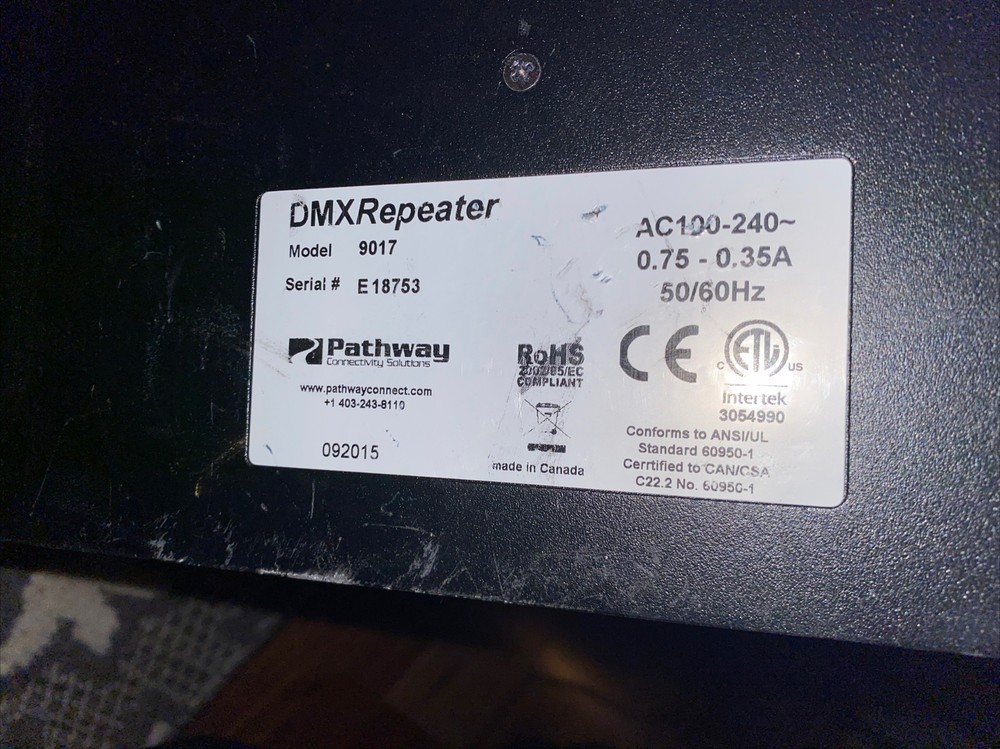 DMXRepeater
Model 9017
Serial # E18753
Pathway
Connectivity Solutions
www.pathwayconnect.com
+1 403-243-8110
092015
RoHS
2002/95/EC
COMPLIANT
made in Canada
AC100-240~
0.75 - 0.35A
50/60Hz
CE
C ETL US
Intertek
3054990
Conforms to ANSI/UL
Standard 60950-1
Cerrtified to CAN/CSA
C22.2 No. 60950-1